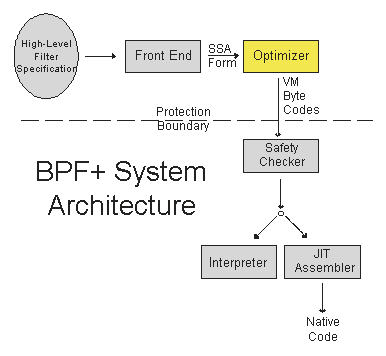 High-Level
Filter
Specification
Front End
SSA
Form
Optimizer
VM
Byte
Codes
Protection
Boundary
Safety
Checker
BPF+ System
Architecture
Interpreter
JIT
Assembler
Native
Code